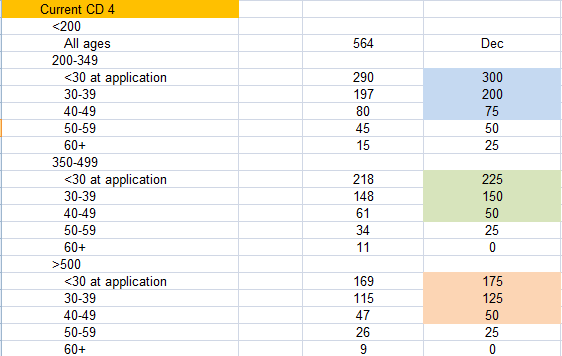 Current CD 4
<200
All ages 564 Dec
200-349
<30 at application 290 300
30-39 197 200
40-49 80 75
50-59 45 50
60+ 15 25
350-499
<30 at application 218 225
30-39 148 150
40-49 61 50
50-59 34 25
60+ 11 0
>500
<30 at application 169 175
30-39 115 125
40-49 47 50
50-59 26 25
60+ 9 0